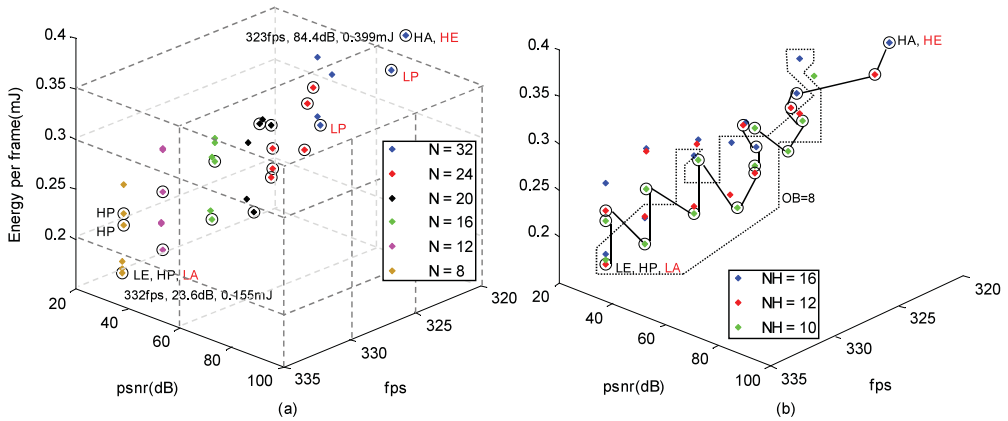 0.4
0.35
0.3
0.25
0.2
Energy per frame(mJ)
323fps, 84.4dB, 0.399mJ
HA, HE
LP
LP
HP
HP
LE, HP, LA
332fps, 23.6dB, 0.155mJ
N = 32
N = 24
N = 20
N = 16
N = 12
N = 8
20
40
60
80
100
psnr(dB)
335
330
325
320
fps
(a)
0.4
0.35
0.3
0.25
0.2
HA, HE
OB=8
LE, HP, LA
NH = 16
NH = 12
NH = 10
20
40
60
80
100
psnr(dB)
335
330
325
320
fps
(b)